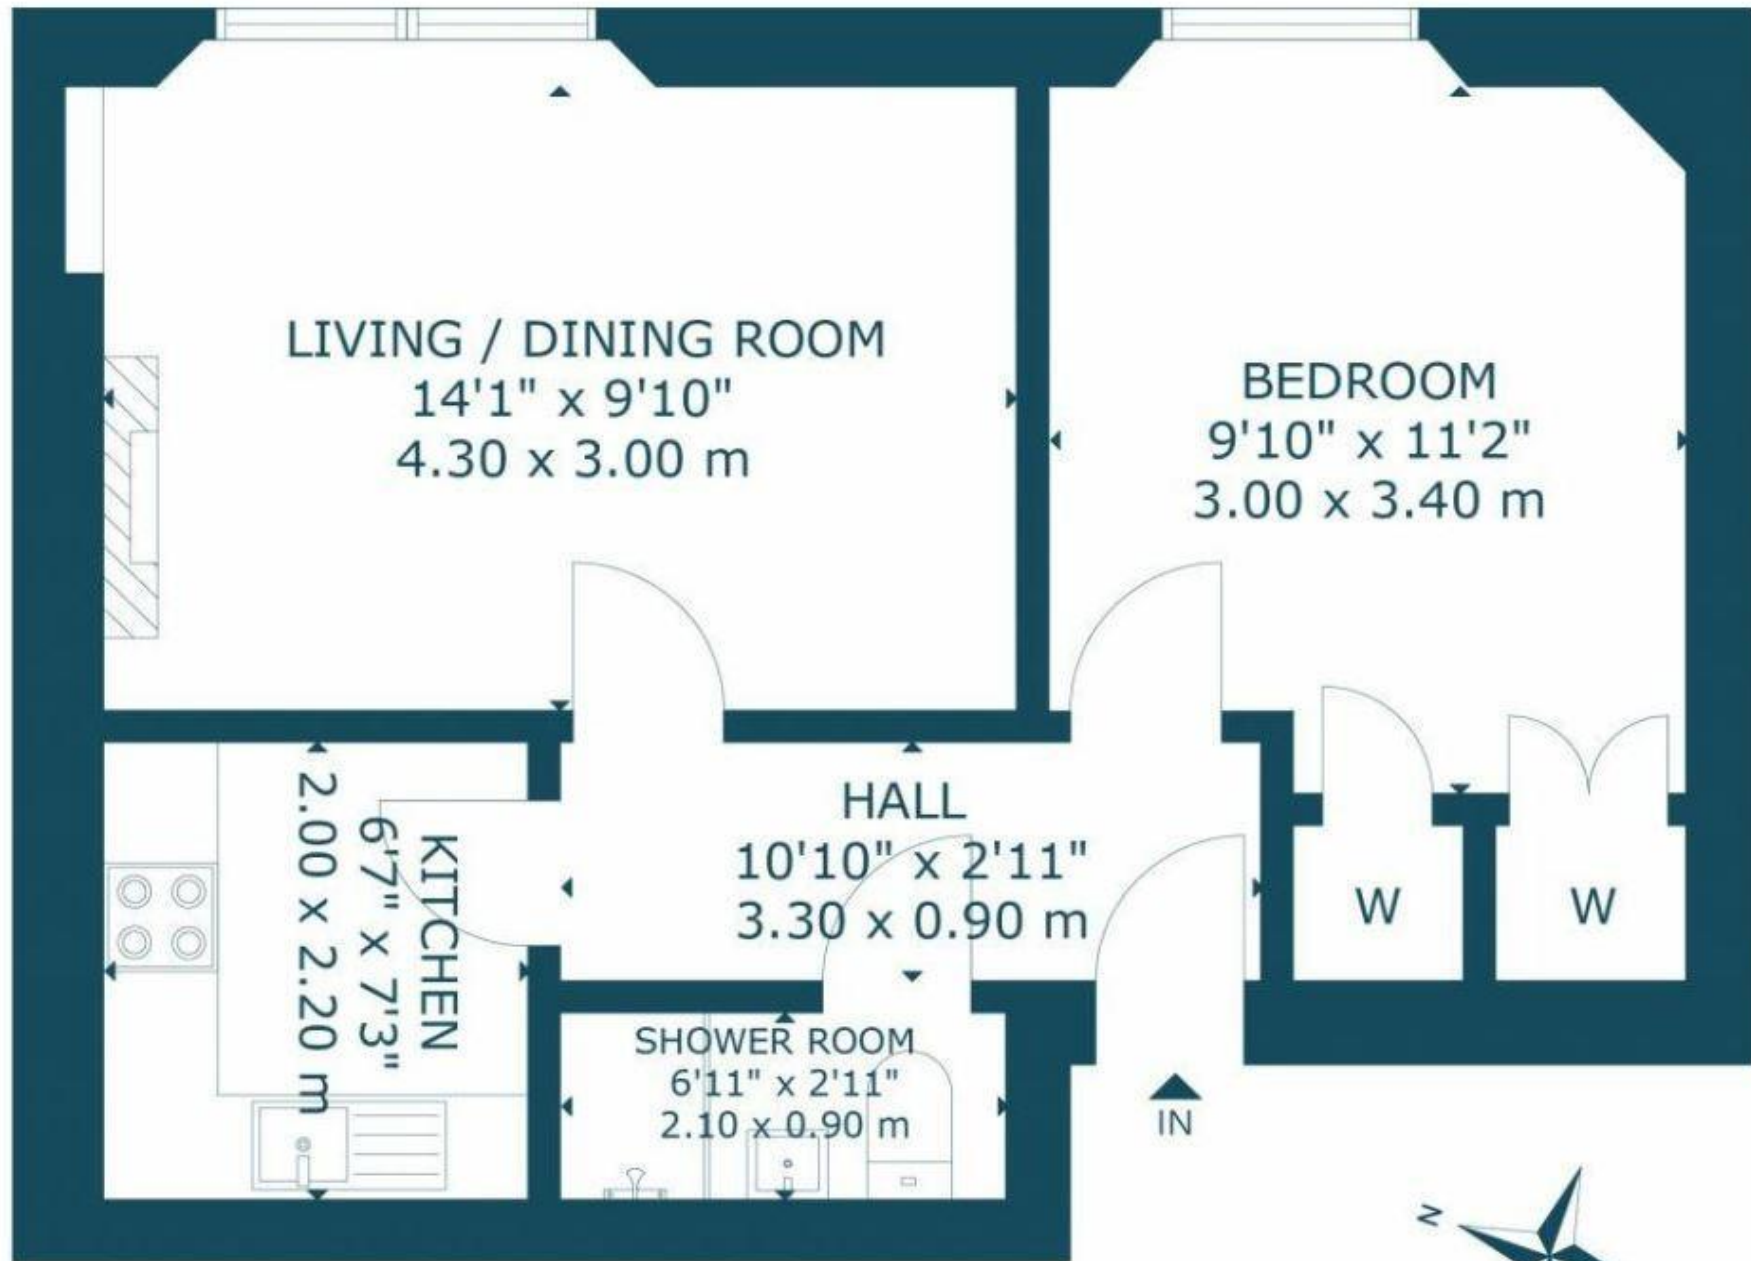 LIVING / DINING ROOM
14'1" x 9'10"
4.30 x 3.00 m
BEDROOM
9'10" x 11'2"
3.00 x 3.40 m
KITCHEN
6'7" x 7'3"
2.00 x 2.20 m
HALL
10'10" x 2'11"
3.30 x 0.90 m
W
W
SHOWER ROOM
6'11" x 2'11"
2.10 x 0.90 m
IN
N